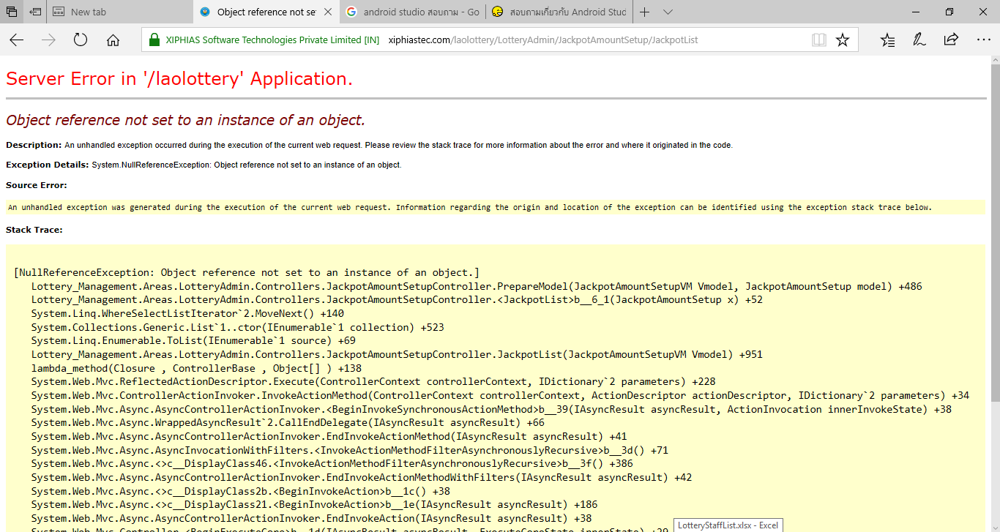 New tab
Object reference not se
android studio สอบถาม - Go
สอบถามเกี่ยวกับ Android Stud
XIPHIAS Software Technologies Private Limited [IN] xiphiastec.com/laolottery/LotteryAdmin/JackpotAmountSetup/JackpotList
Server Error in '/laolottery' Application.
Object reference not set to an instance of an object.
Description: An unhandled exception occurred during the execution of the current web request. Please review the stack trace for more information about the error and where it originated in the code.
Exception Details: System.NullReferenceException: Object reference not set to an instance of an object.
Source Error:
An unhandled exception was generated during the execution of the current web request. Information regarding the origin and location of the exception can be identified using the exception stack trace below.
Stack Trace:
[NullReferenceException: Object reference not set to an instance of an object.]
Lottery_Management.Areas.LotteryAdmin.Controllers.JackpotAmountSetupController.PrepareModel(JackpotAmountSetupVM Vmodel, JackpotAmountSetup model) +486
Lottery_Management.Areas.LotteryAdmin.Controllers.JackpotAmountSetupController.<JackpotList>b__6_1(JackpotAmountSetup x) +52
System.Linq.WhereSelectListIterator`2.MoveNext() +140
System.Collections.Generic.List`1..ctor(IEnumerable`1 collection) +523
System.Linq.Enumerable.ToList(IEnumerable`1 source) +69
Lottery_Management.Areas.LotteryAdmin.Controllers.JackpotAmountSetupController.JackpotList(JackpotAmountSetupVM Vmodel) +951
lambda_method(Closure , ControllerBase , Object[] ) +138
System.Web.Mvc.ReflectedActionDescriptor.Execute(ControllerContext controllerContext, IDictionary`2 parameters) +228
System.Web.Mvc.ControllerActionInvoker.InvokeActionMethod(ControllerContext controllerContext, ActionDescriptor actionDescriptor, IDictionary`2 parameters) +34
System.Web.Mvc.Async.AsyncControllerActionInvoker.<BeginInvokeSynchronousActionMethod>b__39(IAsyncResult asyncResult, ActionInvocation innerInvokeState) +38
System.Web.Mvc.Async.WrappedAsyncResult`2.CallEndDelegate(IAsyncResult asyncResult) +66
System.Web.Mvc.Async.AsyncControllerActionInvoker.EndInvokeActionMethod(IAsyncResult asyncResult) +41
System.Web.Mvc.Async.AsyncInvocationWithFilters.<InvokeActionMethodFilterAsynchronouslyRecursive>b__3d() +71
System.Web.Mvc.Async.<>c__DisplayClass46.<InvokeActionMethodFilterAsynchronouslyRecursive>b__3f() +386
System.Web.Mvc.Async.AsyncControllerActionInvoker.EndInvokeActionMethodWithFilters(IAsyncResult asyncResult) +42
System.Web.Mvc.Async.<>c__DisplayClass2b.<BeginInvokeAction>b__1c() +38
System.Web.Mvc.Async.<>c__DisplayClass21.<BeginInvokeAction>b__1e(IAsyncResult asyncResult) +186
System.Web.Mvc.Async.AsyncControllerActionInvoker.EndInvokeAction(IAsyncResult asyncResult) +38
System.Web.Mvc.Controller.<BeginExecuteCore>b__1d(IAsyncResult asyncResult, ExecuteCoreState innerState) +29
LotteryStaffList.xlsx - Excel